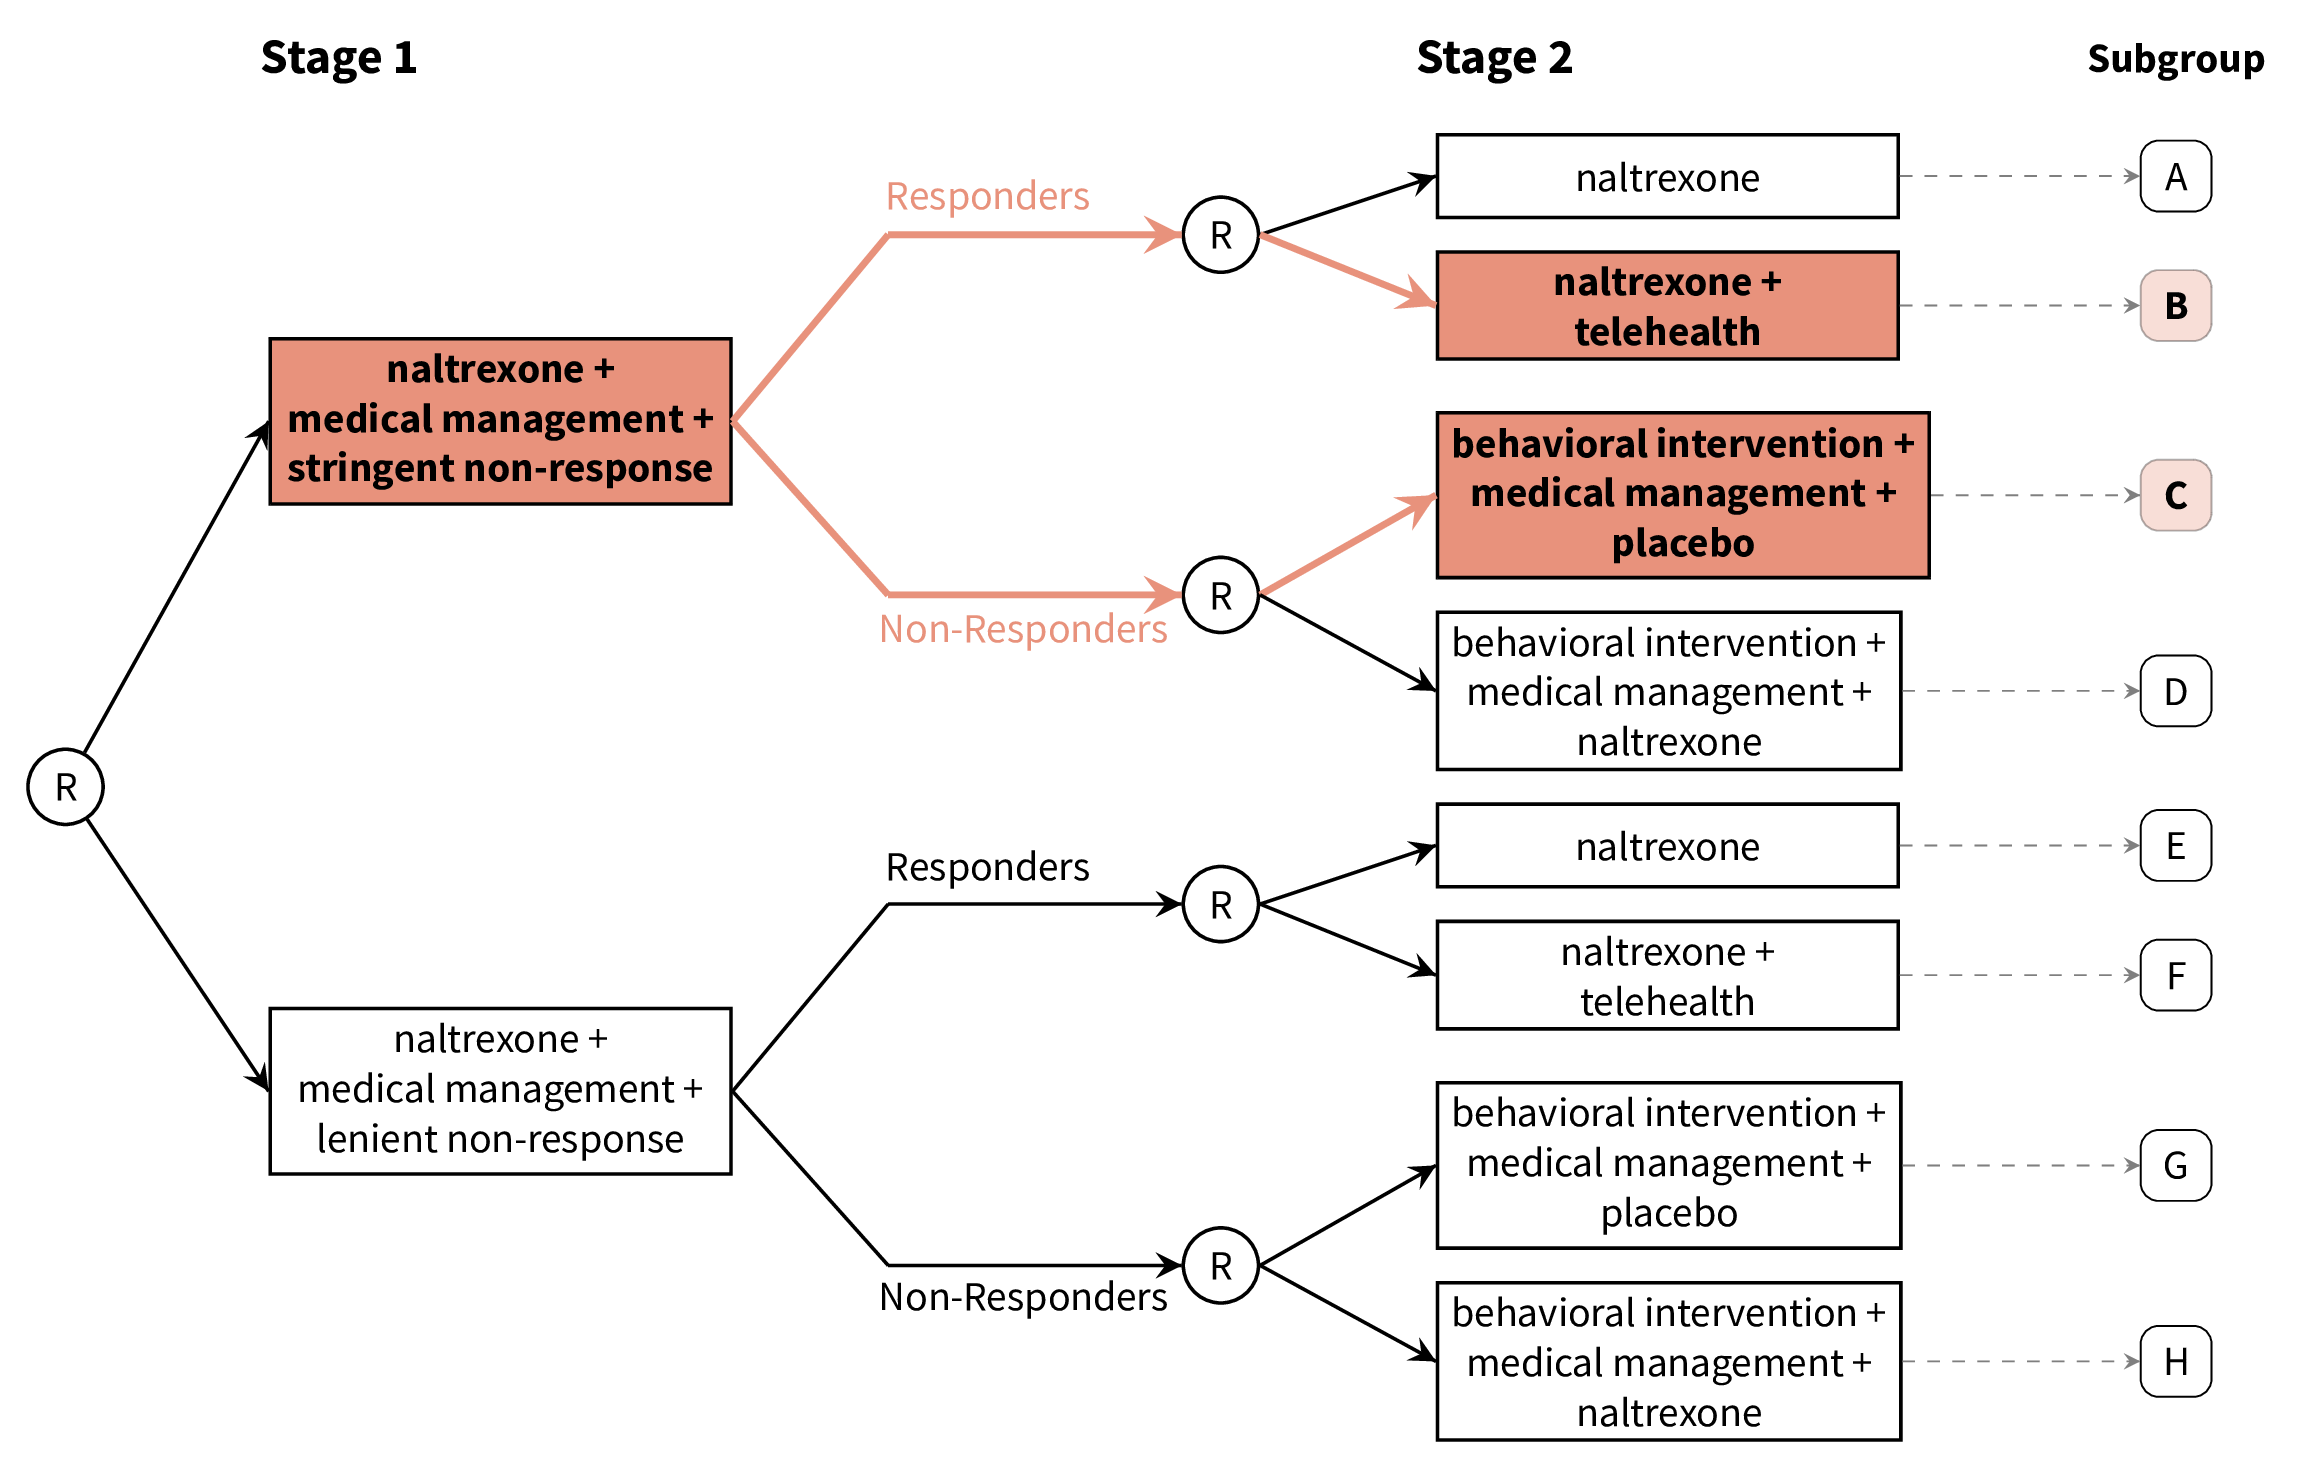 Stage 1
Stage 2
Subgroup
R
naltrexone +
medical management +
stringent non-response
Responders
R
naltrexone
A
naltrexone +
telehealth
B
Non-Responders
R
behavioral intervention +
medical management +
placebo
C
behavioral intervention +
medical management +
naltrexone
D
naltrexone +
medical management +
lenient non-response
Responders
R
naltrexone
E
naltrexone +
telehealth
F
Non-Responders
R
behavioral intervention +
medical management +
placebo
G
behavioral intervention +
medical management +
naltrexone
H